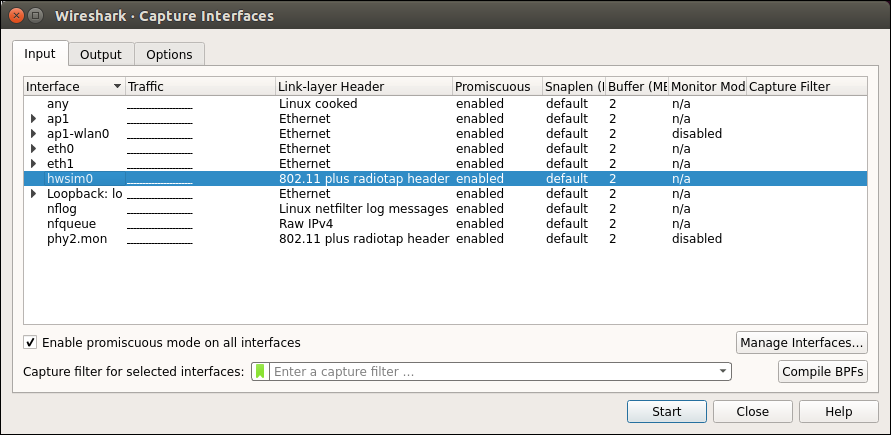 Wireshark · Capture Interfaces
Input Output Options
Interface Traffic Link-layer Header Promiscuous Snaplen (I Buffer (ME Monitor Mod Capture Filter
any Linux cooked enabled default 2 n/a
ap1 Ethernet enabled default 2 n/a
ap1-wlan0 Ethernet enabled default 2 disabled
eth0 Ethernet enabled default 2 n/a
eth1 Ethernet enabled default 2 n/a
hwsim0 802.11 plus radiotap header enabled default 2 n/a
Loopback: lo Ethernet enabled default 2 n/a
nflog Linux netfilter log messages enabled default 2 n/a
nfqueue Raw IPv4 enabled default 2 n/a
phy2.mon 802.11 plus radiotap header enabled default 2 disabled
Enable promiscuous mode on all interfaces Manage Interfaces...
Capture filter for selected interfaces: Enter a capture filter ... Compile BPFs
Start Close Help